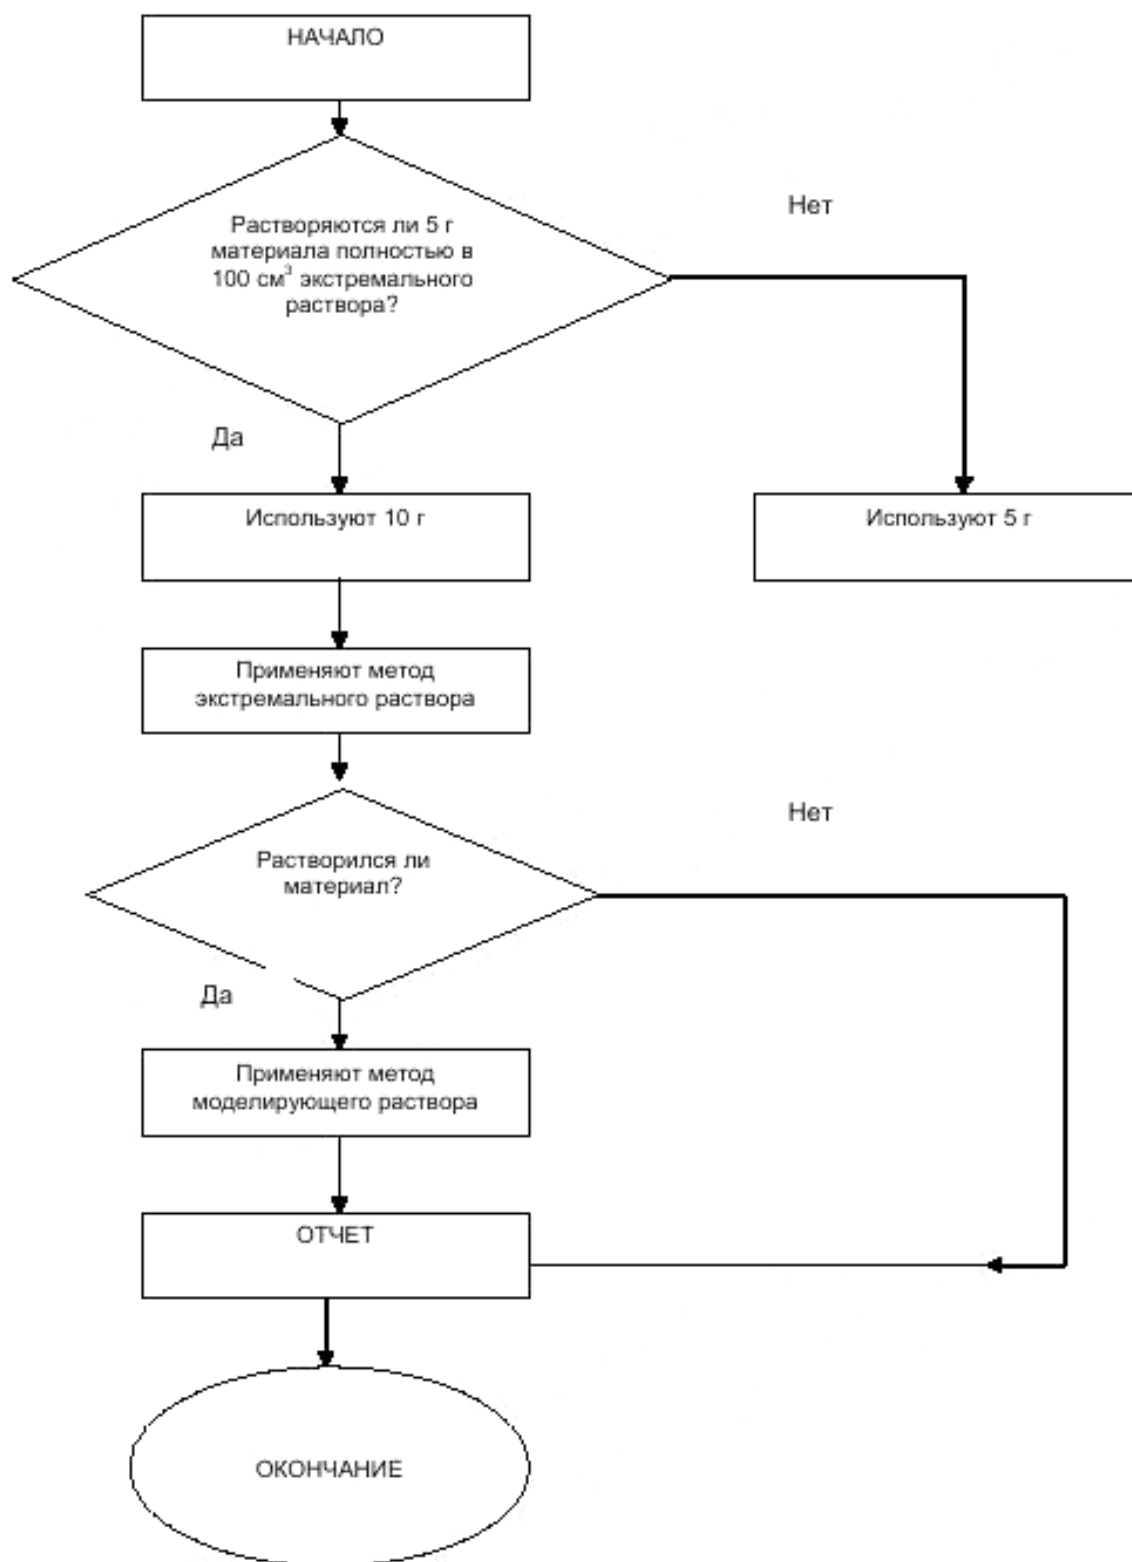 НАЧАЛО
Нет
Растворяются ли 5 г
материала полностью в
100 см³ экстремального
раствора?
Да
Используют 10 г
Используют 5 г
Применяют метод
экстремального раствора
Нет
Растворился ли
материал?
Да
Применяют метод
моделирующего раствора
ОТЧЕТ
ОКОНЧАНИЕ